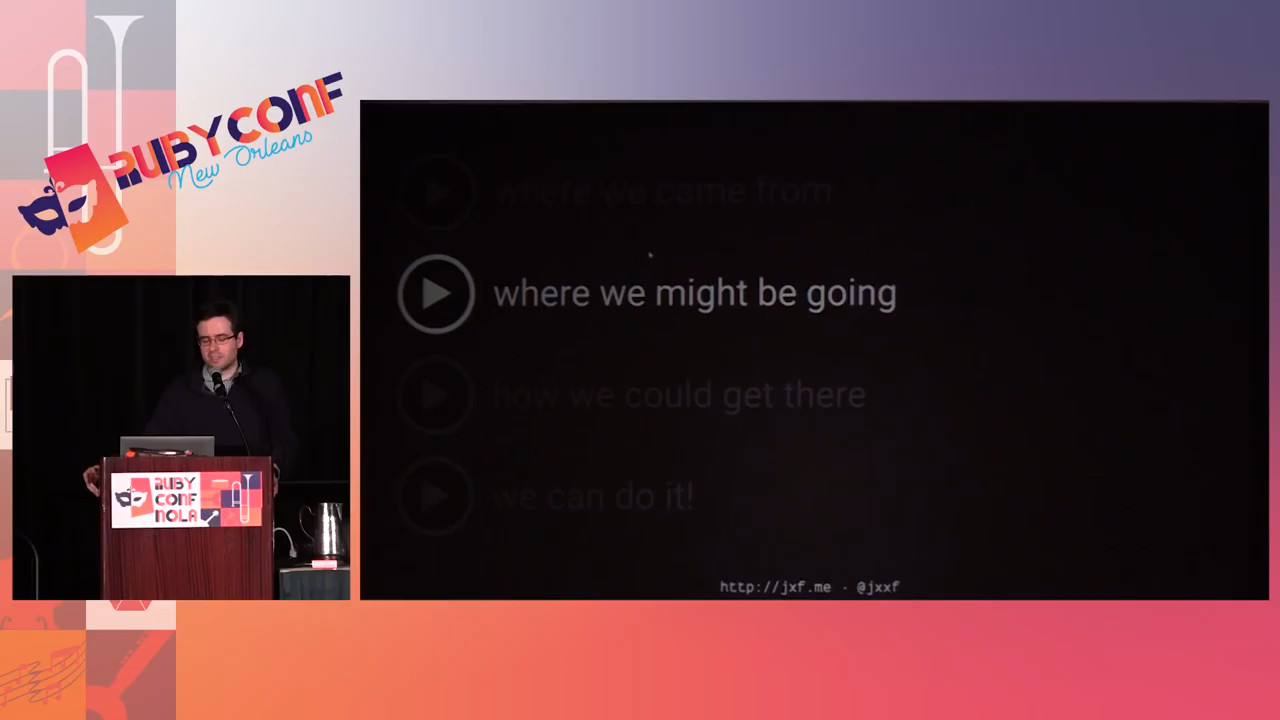 RUBYCONF
New Orleans
where we came from
where we might be going
how we could get there
we can do it!
http://jxf.me · @jxxf
RUBY
CONF
NOLA